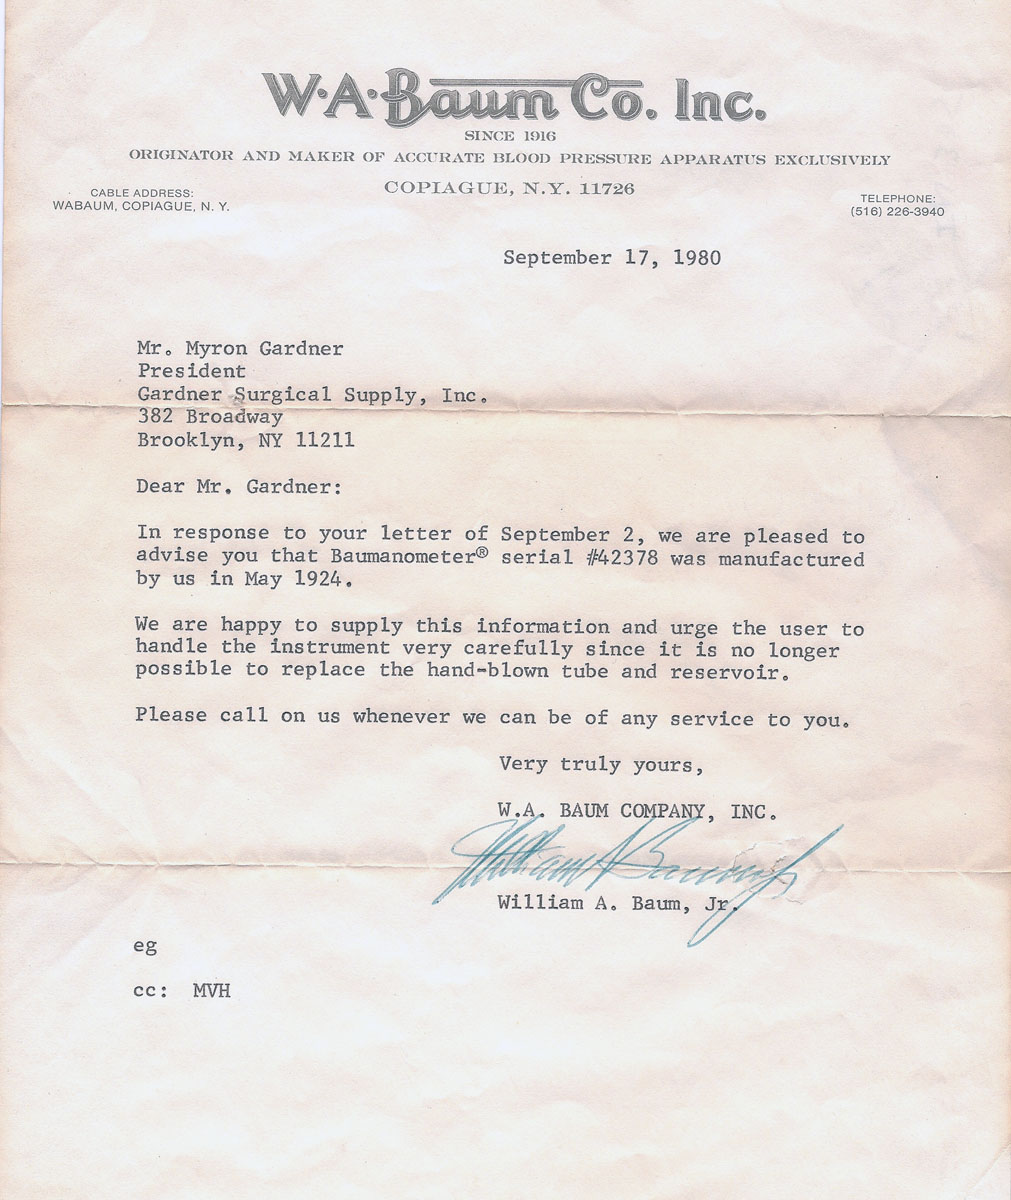 W·A·Baum Co. Inc.
SINCE 1916
ORIGINATOR AND MAKER OF ACCURATE BLOOD PRESSURE APPARATUS EXCLUSIVELY
COPIAGUE, N.Y. 11726
CABLE ADDRESS:
WABAUM, COPIAGUE, N. Y.
TELEPHONE:
(516) 226-3940
September 17, 1980
Mr. Myron Gardner
President
Gardner Surgical Supply, Inc.
382 Broadway
Brooklyn, NY 11211
Dear Mr. Gardner:
In response to your letter of September 2, we are pleased to
advise you that Baumanometer® serial #42378 was manufactured
by us in May 1924.
We are happy to supply this information and urge the user to
handle the instrument very carefully since it is no longer
possible to replace the hand-blown tube and reservoir.
Please call on us whenever we can be of any service to you.
Very truly yours,
W.A. BAUM COMPANY, INC.
William A Baum Jr
William A. Baum, Jr.
eg
cc: MVH